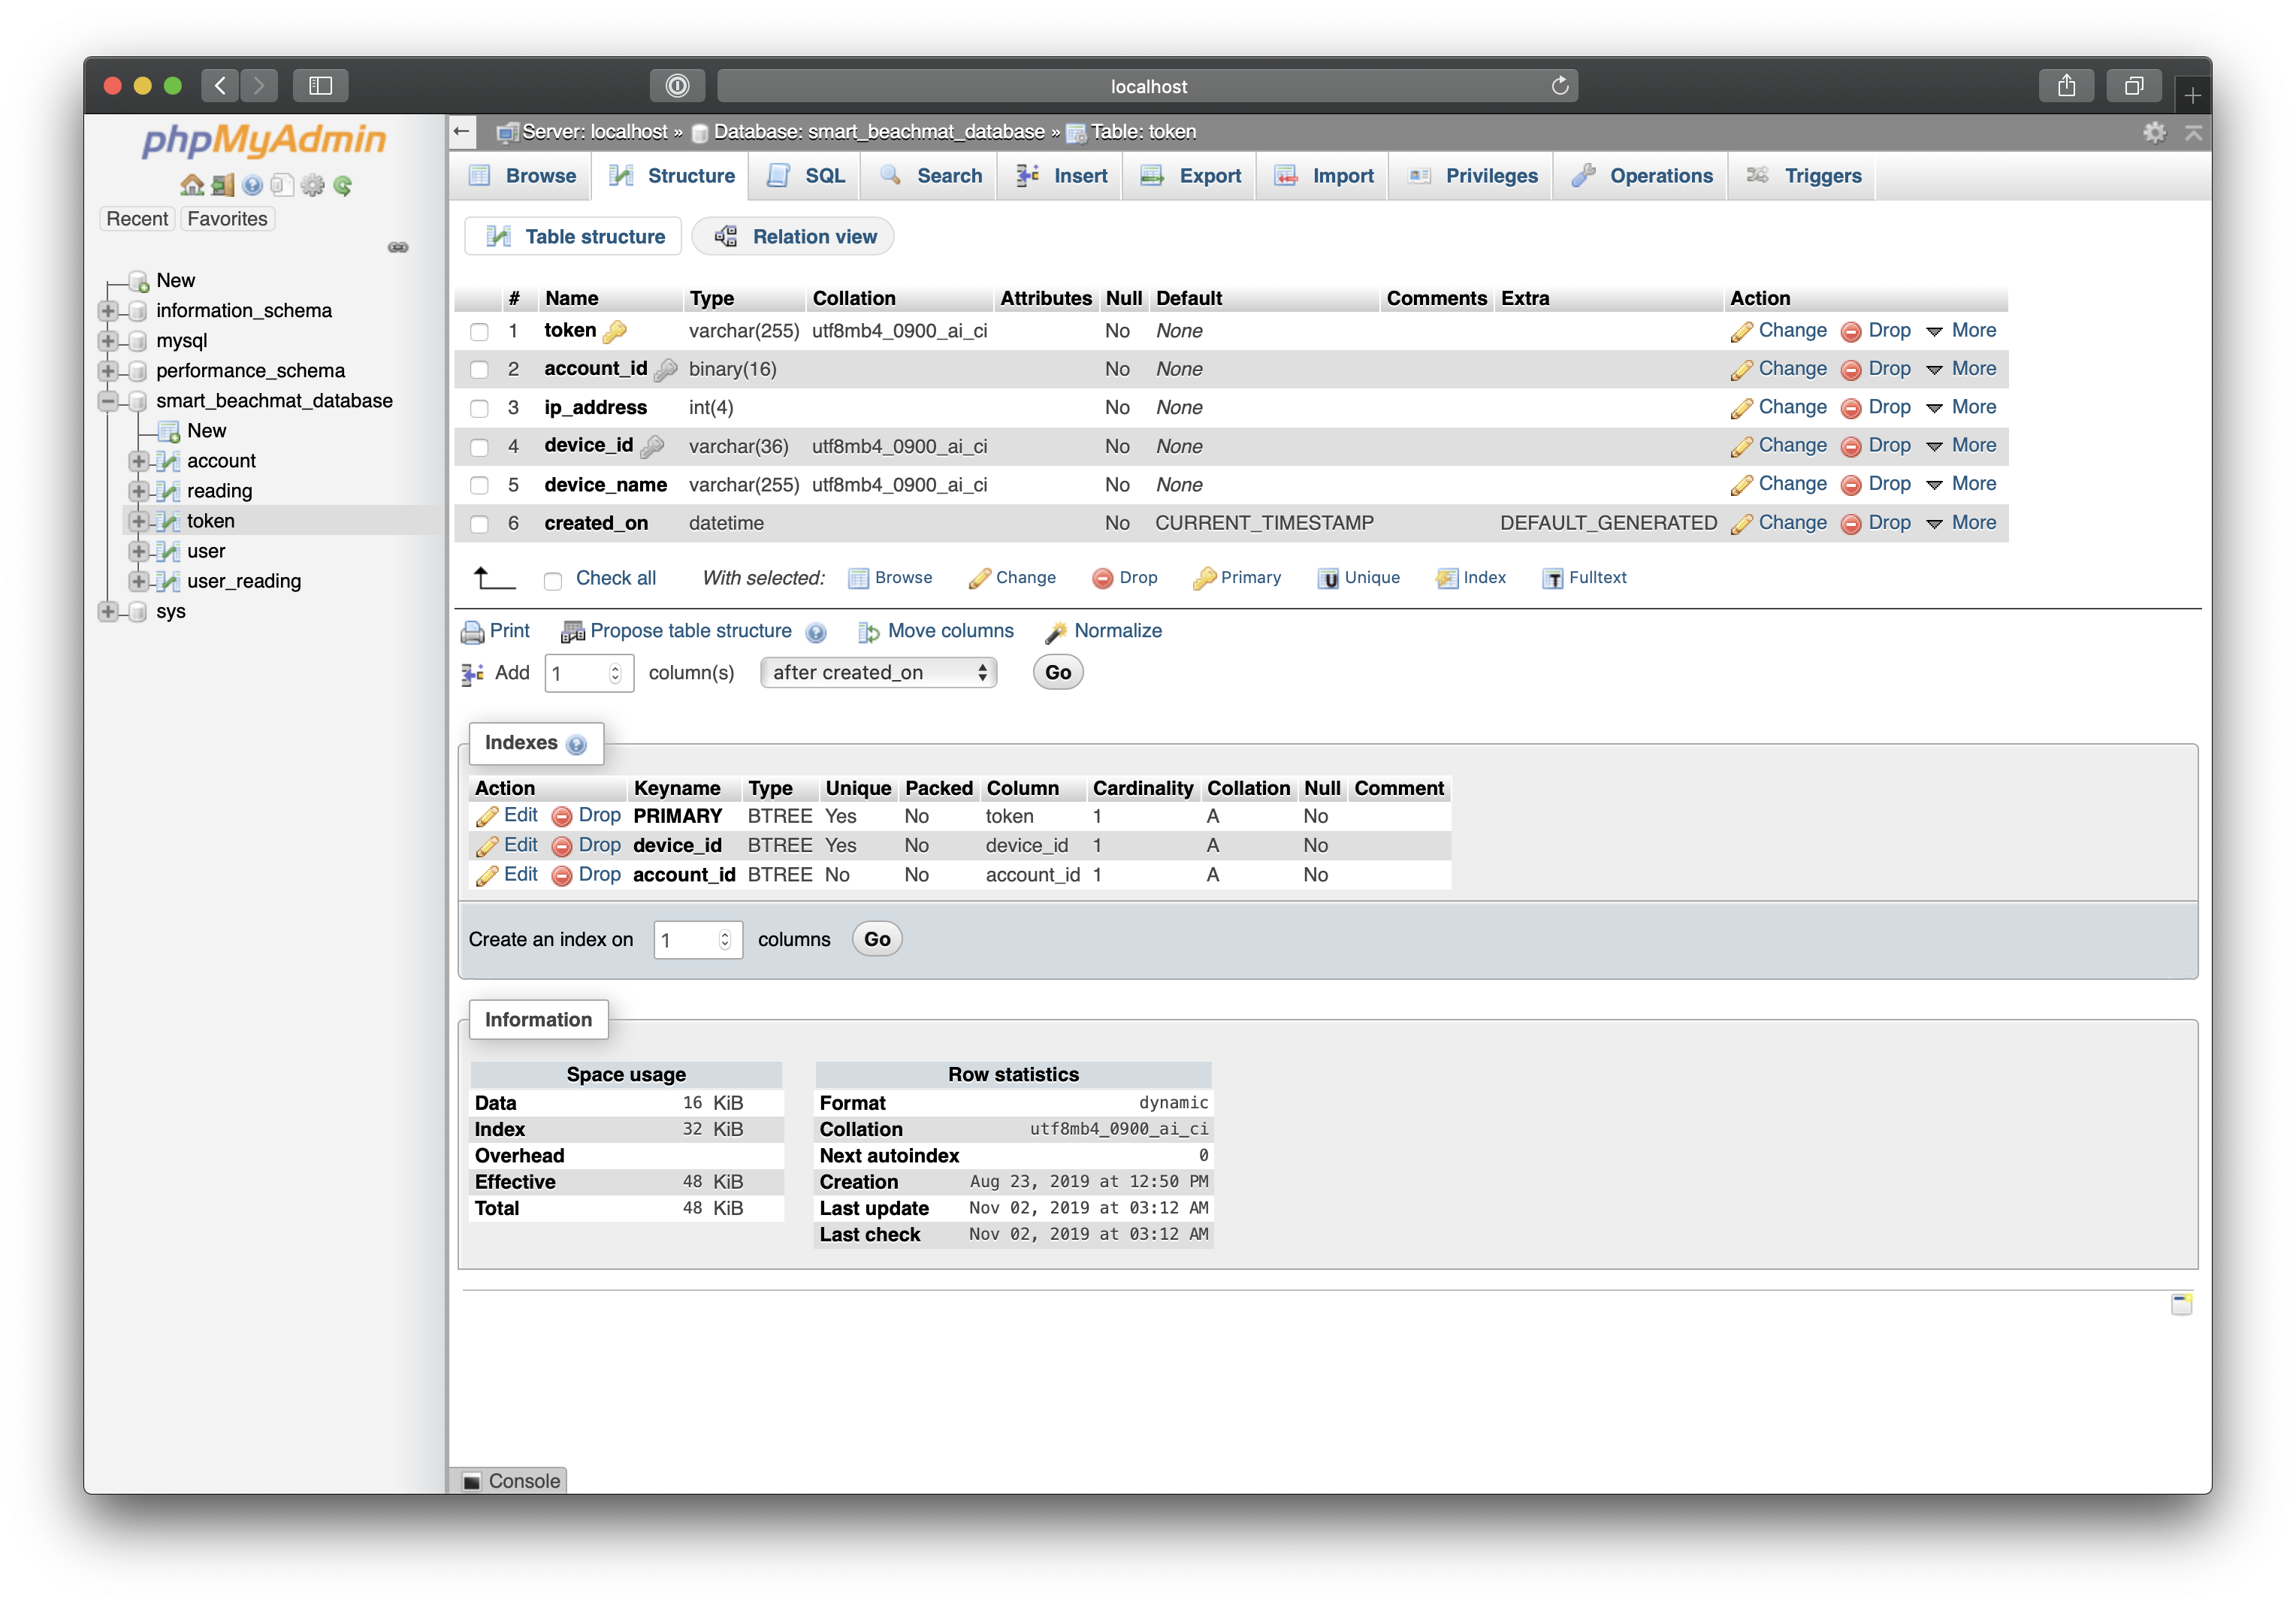 localhost
phpMyAdmin
Recent Favorites
New
information_schema
mysql
performance_schema
smart_beachmat_database
New
account
reading
token
user
user_reading
sys
Server: localhost » Database: smart_beachmat_database » Table: token
Browse Structure SQL Search Insert Export Import Privileges Operations Triggers
Table structure Relation view
# Name Type Collation Attributes Null Default Comments Extra Action
1 token varchar(255) utf8mb4_0900_ai_ci No None Change Drop More
2 account_id binary(16) No None Change Drop More
3 ip_address int(4) No None Change Drop More
4 device_id varchar(36) utf8mb4_0900_ai_ci No None Change Drop More
5 device_name varchar(255) utf8mb4_0900_ai_ci No None Change Drop More
6 created_on datetime No CURRENT_TIMESTAMP DEFAULT_GENERATED Change Drop More
Check all With selected: Browse Change Drop Primary Unique Index Fulltext
Print Propose table structure Move columns Normalize
Add 1 column(s) after created_on Go
Indexes
Action Keyname Type Unique Packed Column Cardinality Collation Null Comment
Edit Drop PRIMARY BTREE Yes No token 1 A No
Edit Drop device_id BTREE Yes No device_id 1 A No
Edit Drop account_id BTREE No No account_id 1 A No
Create an index on 1 columns Go
Information
Space usage
Data 16 KiB
Index 32 KiB
Overhead
Effective 48 KiB
Total 48 KiB
Row statistics
Format dynamic
Collation utf8mb4_0900_ai_ci
Next autoindex 0
Creation Aug 23, 2019 at 12:50 PM
Last update Nov 02, 2019 at 03:12 AM
Last check Nov 02, 2019 at 03:12 AM
Console